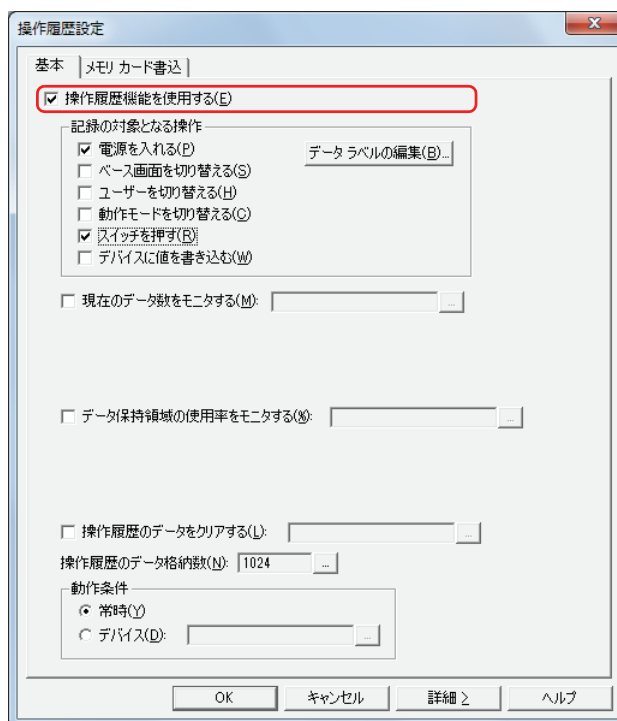 操作履歴設定
基本 メモリ カード書込
操作履歴機能を使用する(E)
記録の対象となる操作
電源を入れる(P) データ ラベルの編集(B)...
ベース画面を切り替える(S)
ユーザーを切り替える(H)
動作モードを切り替える(C)
スイッチを押す(R)
デバイスに値を書き込む(W)
現在のデータ数をモニタする(M): ...
データ保持領域の使用率をモニタする(%): ...
操作履歴のデータをクリアする(L): ...
操作履歴のデータ格納数(N): 1024 ...
動作条件
常時(Y)
デバイス(D): ...
OK キャンセル 詳細 ≥ ヘルプ